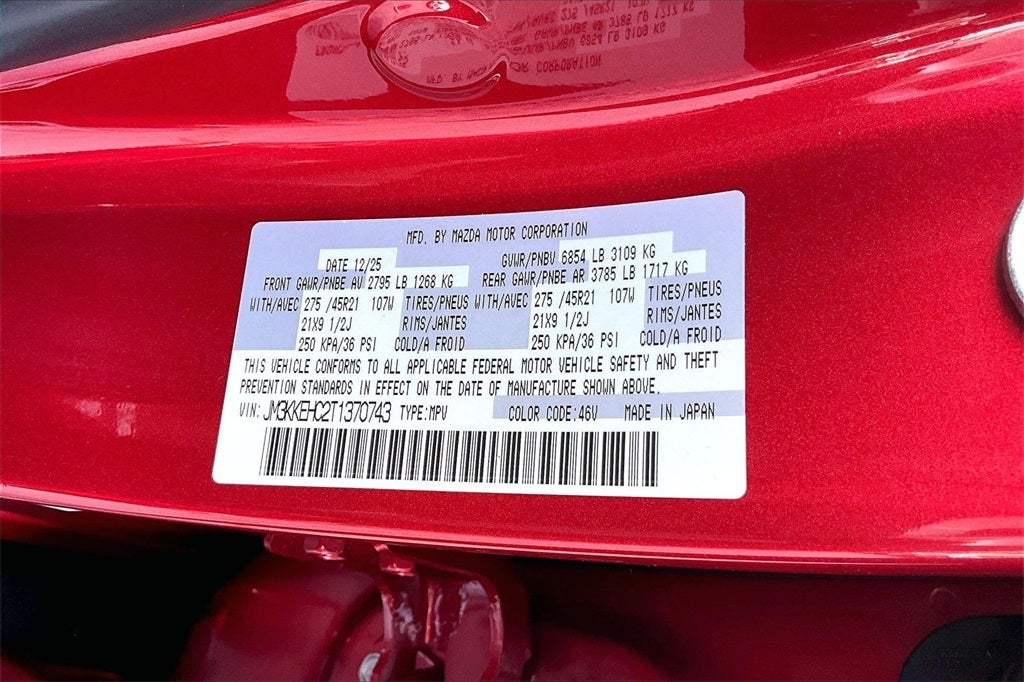 MFD. BY MAZDA MOTOR CORPORATION
DATE 12/25 GVWR/PNBV 6854 LB 3109 KG
FRONT GAWR/PNBE AV 2795 LB 1268 KG REAR GAWR/PNBE AR 3785 LB 1717 KG
WITH/AVEC 275 /45R21 107W TIRES/PNEUS WITH/AVEC 275 /45R21 107W TIRES/PNEUS
21X9 1/2J RIMS/JANTES 21X9 1/2J RIMS/JANTES
250 KPA/36 PSI COLD/A FROID 250 KPA/36 PSI COLD/A FROID
THIS VEHICLE CONFORMS TO ALL APPLICABLE FEDERAL MOTOR VEHICLE SAFETY AND THEFT
PREVENTION STANDARDS IN EFFECT ON THE DATE OF MANUFACTURE SHOWN ABOVE.
VIN: JM3KKEHC2T1370743 TYPE:MPV COLOR CODE:46V MADE IN JAPAN